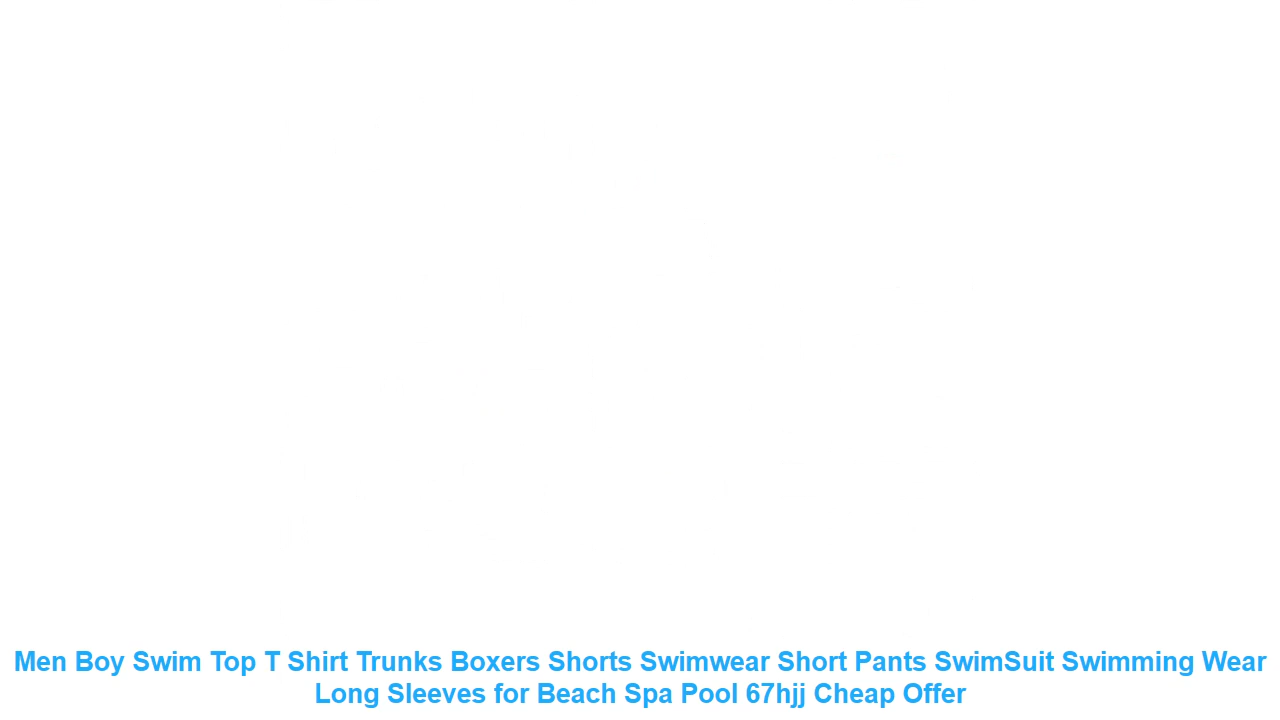 Men Boy Swim Top T Shirt Trunks Boxers Shorts Swimwear Short Pants SwimSuit Swimming Wear
Long Sleeves for Beach Spa Pool 67hjj Cheap Offer